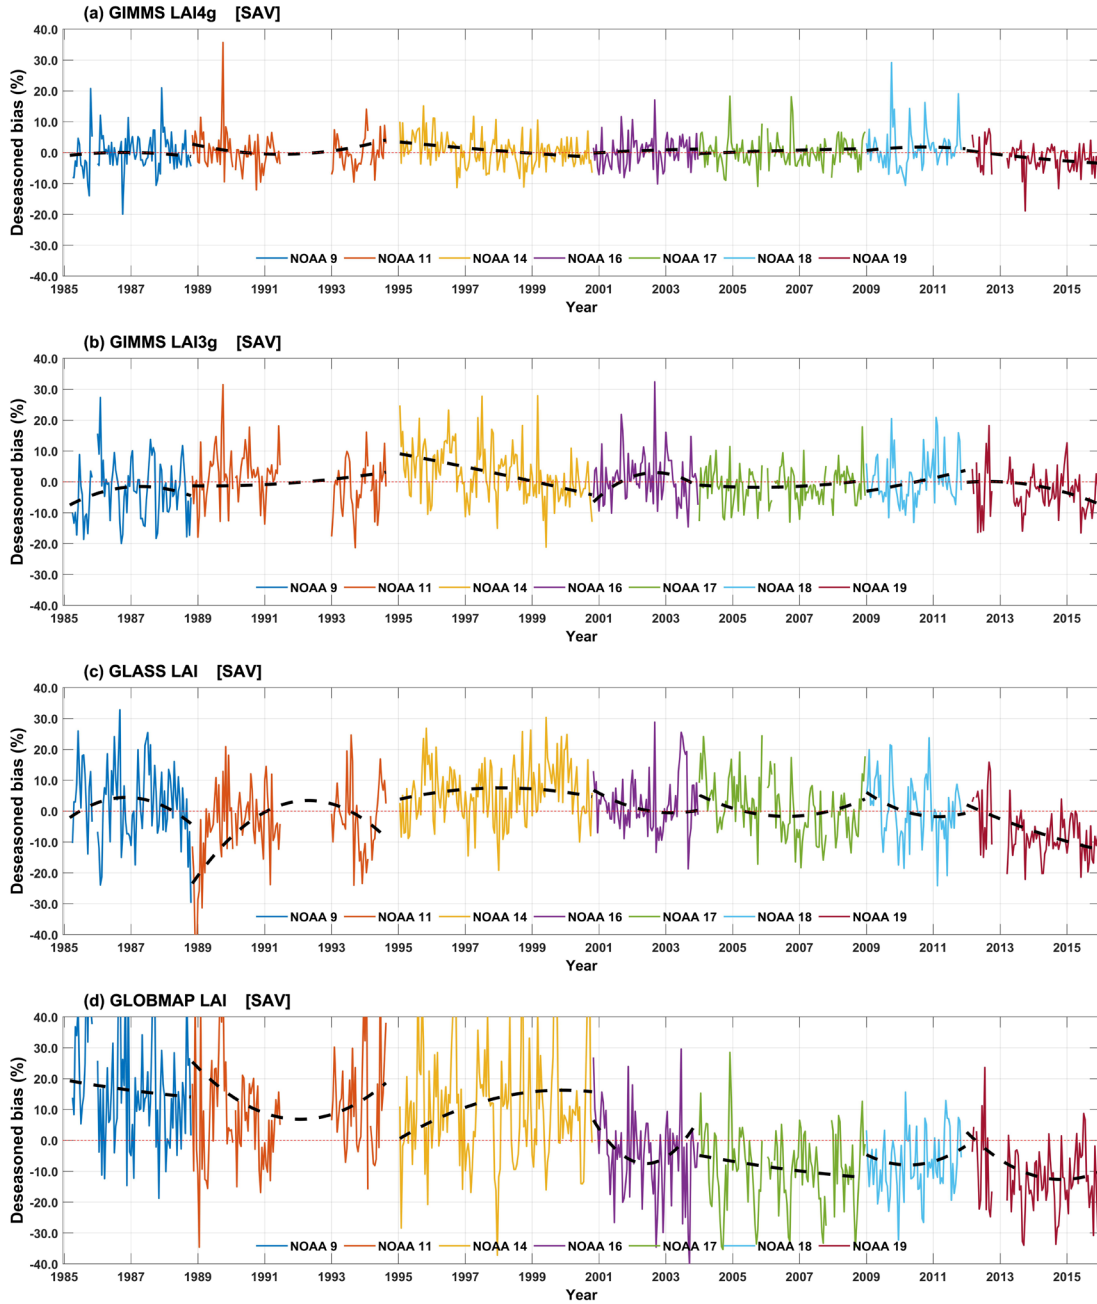 (a) GIMMS LAI4g [SAV]
Deseasoned bias (%)
40.0
30.0
20.0
10.0
0.0
-10.0
-20.0
-30.0
-40.0
NOAA 9 NOAA 11 NOAA 14 NOAA 16 NOAA 17 NOAA 18 NOAA 19
1985 1987 1989 1991 1993 1995 1997 1999 2001 2003 2005 2007 2009 2011 2013 2015
Year
(b) GIMMS LAI3g [SAV]
Deseasoned bias (%)
40.0
30.0
20.0
10.0
0.0
-10.0
-20.0
-30.0
-40.0
NOAA 9 NOAA 11 NOAA 14 NOAA 16 NOAA 17 NOAA 18 NOAA 19
1985 1987 1989 1991 1993 1995 1997 1999 2001 2003 2005 2007 2009 2011 2013 2015
Year
(c) GLASS LAI [SAV]
Deseasoned bias (%)
40.0
30.0
20.0
10.0
0.0
-10.0
-20.0
-30.0
-40.0
NOAA 9 NOAA 11 NOAA 14 NOAA 16 NOAA 17 NOAA 18 NOAA 19
1985 1987 1989 1991 1993 1995 1997 1999 2001 2003 2005 2007 2009 2011 2013 2015
Year
(d) GLOBMAP LAI [SAV]
Deseasoned bias (%)
40.0
30.0
20.0
10.0
0.0
-10.0
-20.0
-30.0
-40.0
NOAA 9 NOAA 11 NOAA 14 NOAA 16 NOAA 17 NOAA 18 NOAA 19
1985 1987 1989 1991 1993 1995 1997 1999 2001 2003 2005 2007 2009 2011 2013 2015
Year